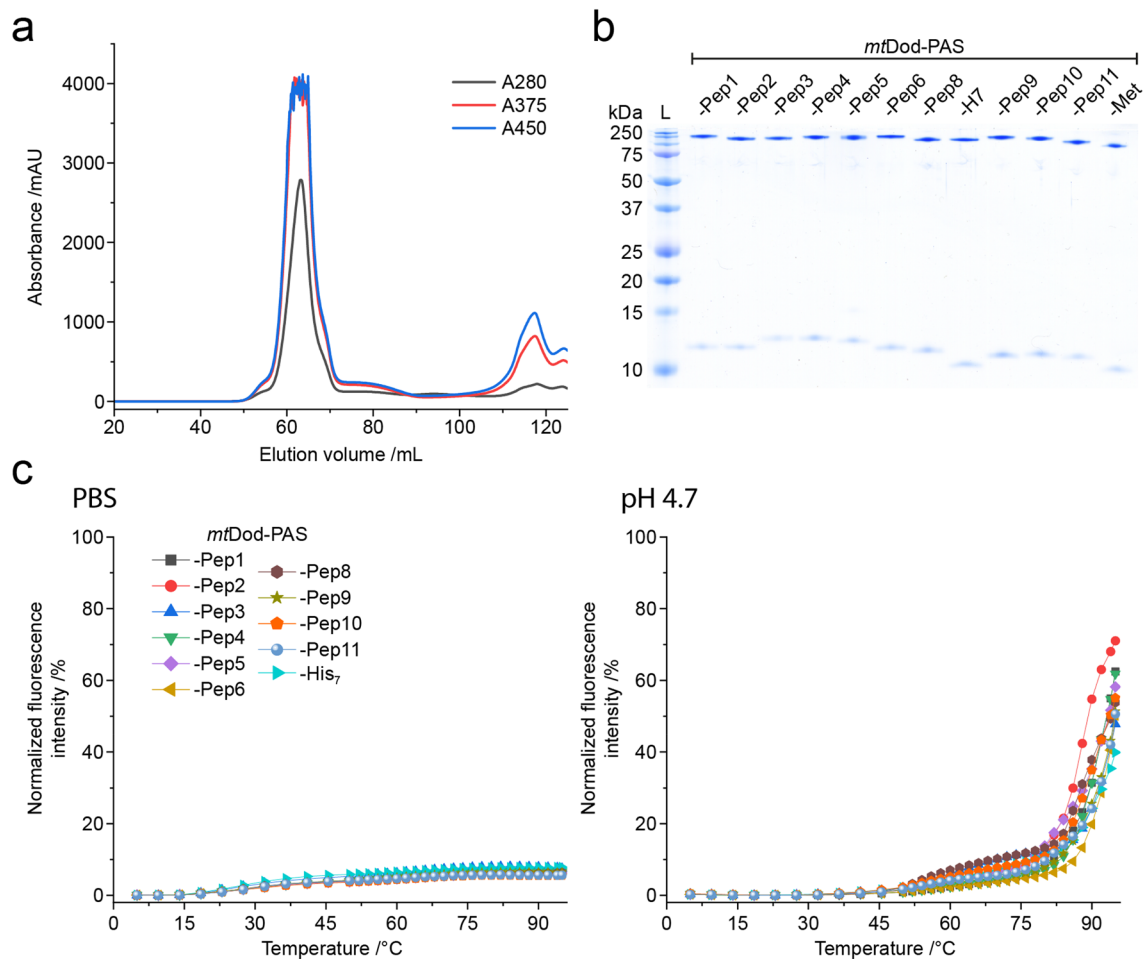 a
Absorbance /mAU
4000
3000
2000
1000
0
20 40 60 80 100 120
Elution volume /mL
A280
A375
A450
b
mtDod-PAS
kDa L -Pep1 -Pep2 -Pep3 -Pep4 -Pep5 -Pep6 -Pep8 -H7 -Pep9 -Pep10 -Pep11 -Met
250
75
50
37
25
20
15
10
c
PBS
Normalized fluorescence
intensity /%
100
80
60
40
20
0
0 15 30 45 60 75 90
Temperature /°C
mtDod-PAS
-Pep1
-Pep2
-Pep3
-Pep4
-Pep5
-Pep6
-Pep8
-Pep9
-Pep10
-Pep11
-His₇
pH 4.7
Normalized fluorescence
intensity /%
100
80
60
40
20
0
0 15 30 45 60 75 90
Temperature /°C